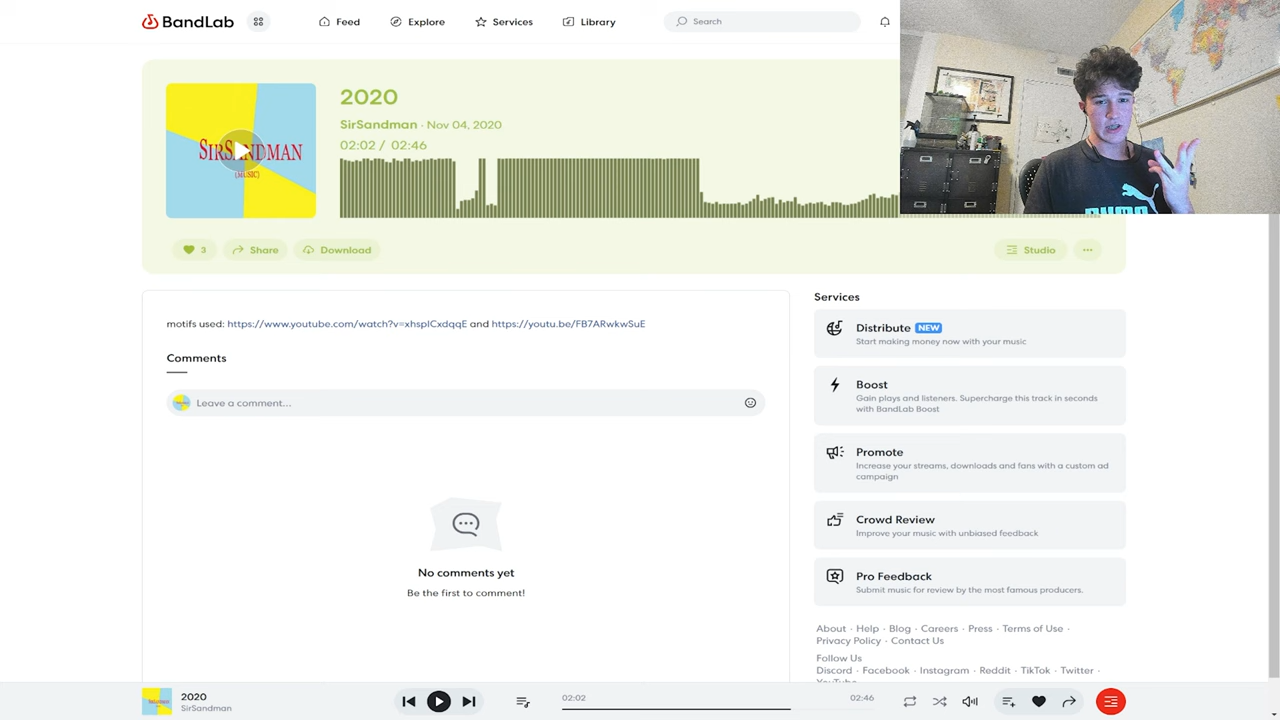 BandLab
Feed
Explore
Services
Library
Search
2020
SirSandman · Nov 04, 2020
02:02 / 02:46
SIRSANDMAN
(MUSIC)
3
Share
Download
Studio
PUMA
motifs used: https://www.youtube.com/watch?v=xhsplCxdqqE and https://youtu.be/FB7ARwkwSuE
Comments
Leave a comment...
No comments yet
Be the first to comment!
Services
Distribute NEW
Start making money now with your music
Boost
Gain plays and listeners. Supercharge this track in seconds
with BandLab Boost
Promote
Increase your streams, downloads and fans with a custom ad
campaign
Crowd Review
Improve your music with unbiased feedback
Pro Feedback
Submit music for review by the most famous producers.
About · Help · Blog · Careers · Press · Terms of Use ·
Privacy Policy · Contact Us
Follow Us
Discord · Facebook · Instagram · Reddit · TikTok · Twitter ·
YouTube
2020
SirSandman
02:02
02:46